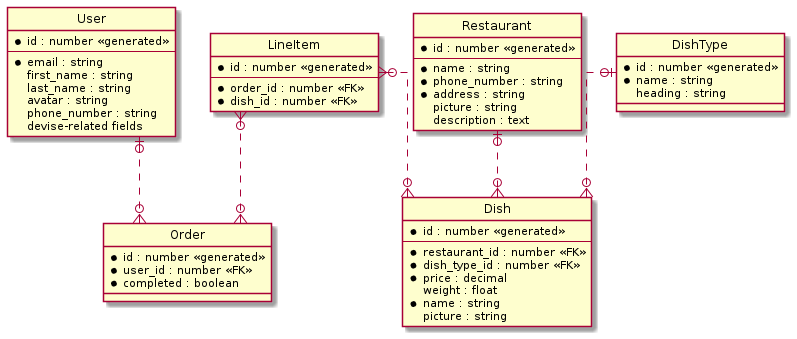 User
id : number «generated»
email : string
first_name : string
last_name : string
avatar : string
phone_number : string
devise-related fields
LineItem
id : number «generated»
order_id : number «FK»
dish_id : number «FK»
Restaurant
id : number «generated»
name : string
phone_number : string
address : string
picture : string
description : text
DishType
id : number «generated»
name : string
heading : string
Order
id : number «generated»
user_id : number «FK»
completed : boolean
Dish
id : number «generated»
restaurant_id : number «FK»
dish_type_id : number «FK»
price : decimal
weight : float
name : string
picture : string